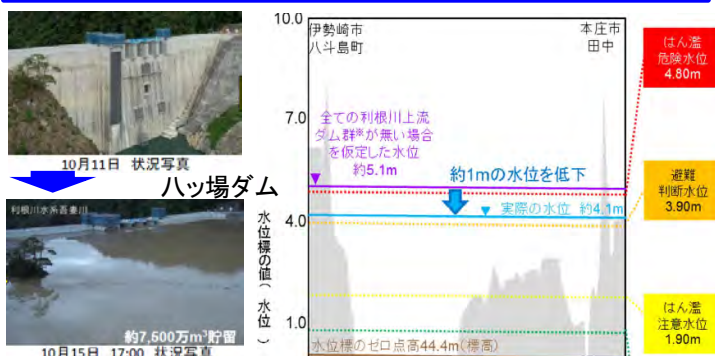 10月11日 状況写真
八ッ場ダム
利根川水系吾妻川
約7,500万m³貯留
10月15日 17:00 状況写真
水位標の値(水位)
10.0
7.0
4.0
1.0
伊勢崎市
八斗島町
本庄市
田中
全ての利根川上流
ダム群※が無い場合
を仮定した水位
約5.1m
約1mの水位を低下
実際の水位 約4.1m
水位標のゼロ点高44.4m(標高)
はん濫
危険水位
4.80m
避難
判断水位
3.90m
はん濫
注意水位
1.90m